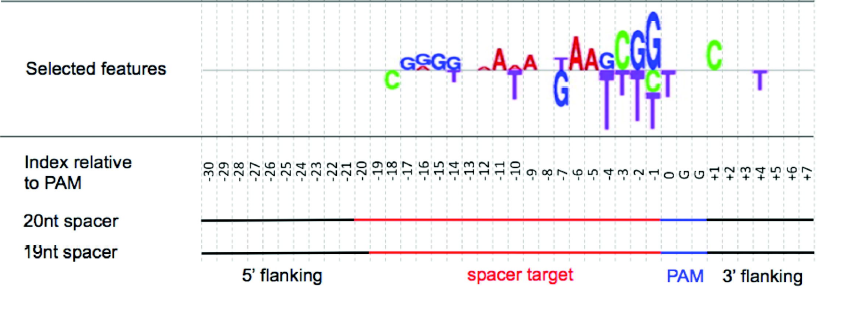 C G G G G T A A T A T G A A G T C T G T G C T T C T
Selected features
Index relative
to PAM
-30 -29 -28 -27 -26 -25 -24 -23 -22 -21 -20 -19 -18 -17 -16 -15 -14 -13 -12 -11 -10 -9 -8 -7 -6 -5 -4 -3 -2 -1 0 G G +1 +2 +3 +4 +5 +6 +7
20nt spacer
19nt spacer
5’ flanking spacer target PAM 3’ flanking